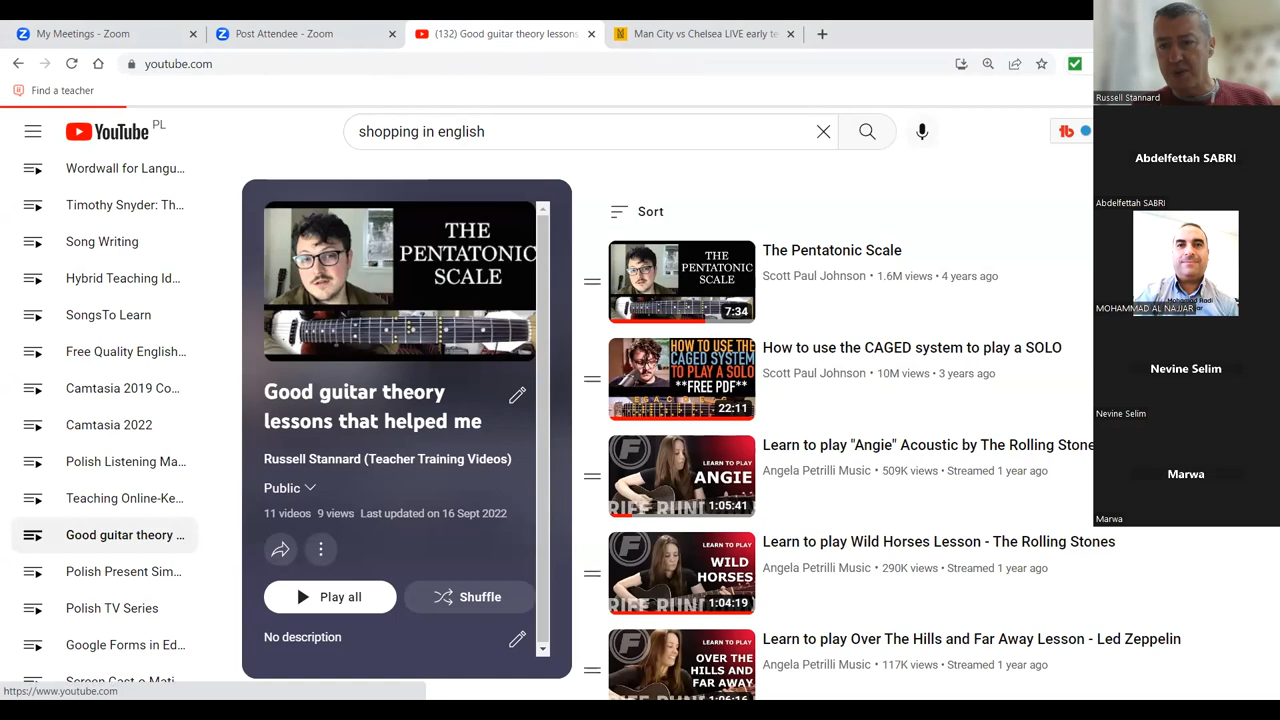 My Meetings - Zoom
Post Attendee - Zoom
(132) Good guitar theory lessons
Man City vs Chelsea LIVE early te
youtube.com
Find a teacher
YouTube PL
shopping in english
Wordwall for Langu...
Timothy Snyder: Th...
Song Writing
Hybrid Teaching Id...
SongsTo Learn
Free Quality English...
Camtasia 2019 Co...
Camtasia 2022
Polish Listening Ma...
Teaching Online-Ke...
Good guitar theory ...
Polish Present Sim...
Polish TV Series
Google Forms in Ed...
https://www.youtube.com
THE
PENTATONIC
SCALE
Good guitar theory
lessons that helped me
Russell Stannard (Teacher Training Videos)
Public
11 videos 9 views Last updated on 16 Sept 2022
Play all
Shuffle
No description
Sort
THE
PENTATONIC
SCALE
7:34
The Pentatonic Scale
Scott Paul Johnson • 1.6M views • 4 years ago
HOW TO USE THE
CAGED SYSTEM
TO PLAY A SOLO
**FREE PDF**
22:11
How to use the CAGED system to play a SOLO
Scott Paul Johnson • 10M views • 3 years ago
LEARN TO PLAY
ANGIE
1:05:41
Learn to play "Angie" Acoustic by The Rolling Stone
Angela Petrilli Music • 509K views • Streamed 1 year ago
LEARN TO PLAY
WILD
HORSES
1:04:19
Learn to play Wild Horses Lesson - The Rolling Stones
Angela Petrilli Music • 290K views • Streamed 1 year ago
LEARN TO PLAY
OVER THE
HILLS AND
FAR AWAY
1:06:16
Learn to play Over The Hills and Far Away Lesson - Led Zeppelin
Angela Petrilli Music • 117K views • Streamed 1 year ago
Russell Stannard
Abdelfettah SABRI
Abdelfettah SABRI
MOHAMMAD AL NAJJAR
Nevine Selim
Nevine Selim
Marwa
Marwa